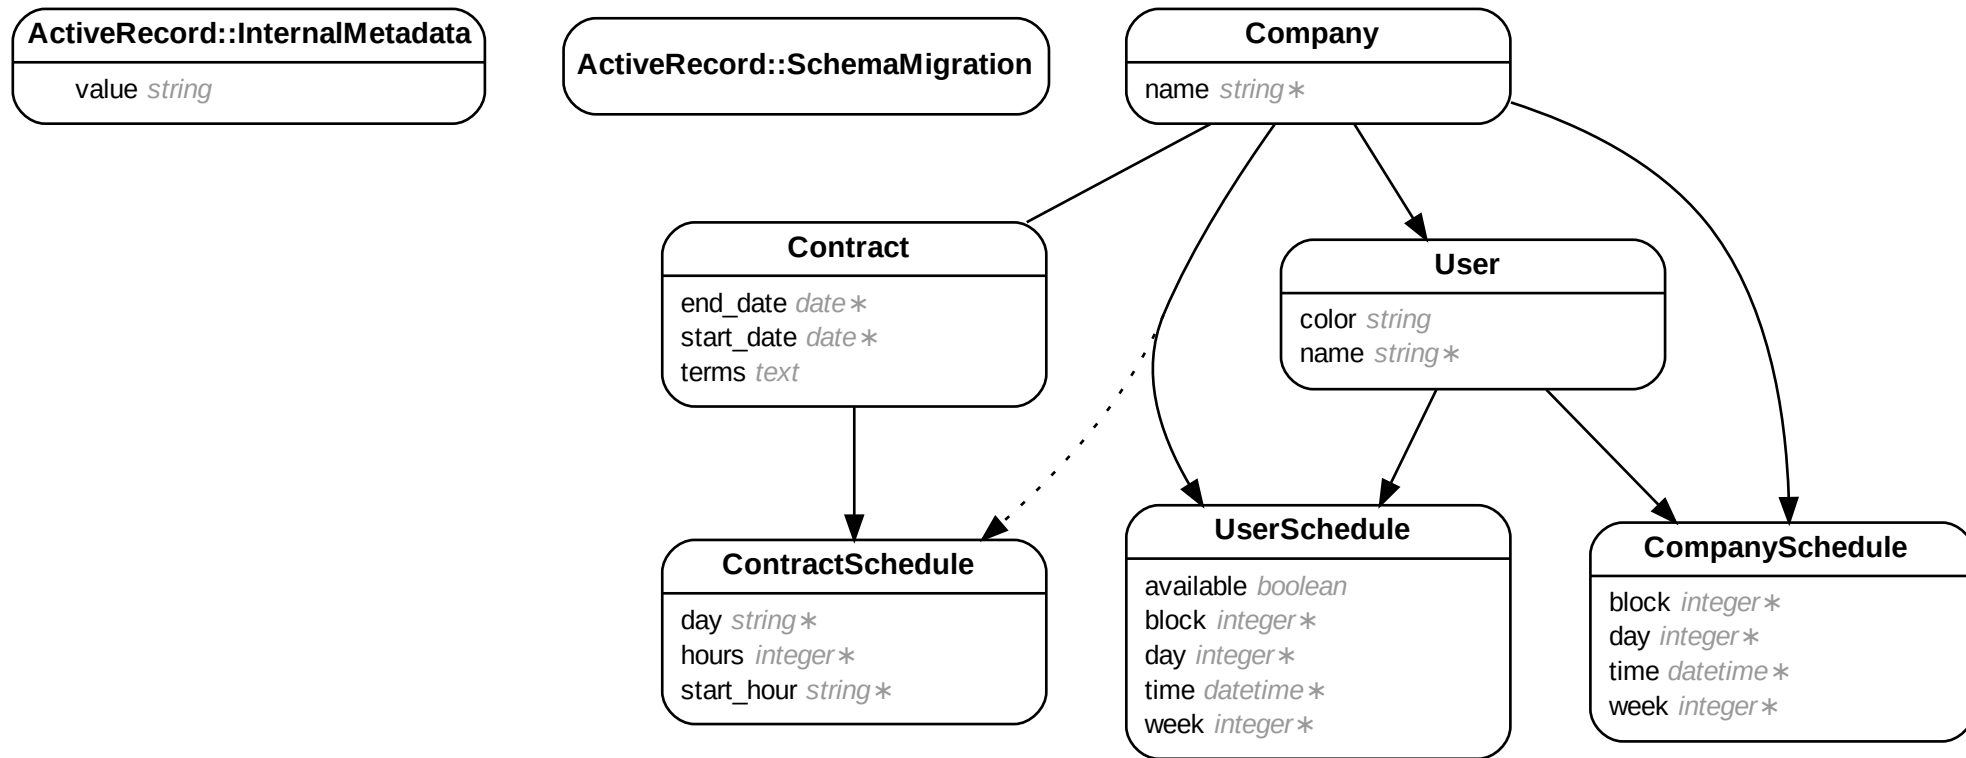 ActiveRecord::InternalMetadata
value string
ActiveRecord::SchemaMigration
Company
name string∗
Contract
end_date date∗
start_date date∗
terms text
User
color string
name string∗
ContractSchedule
day string∗
hours integer∗
start_hour string∗
UserSchedule
available boolean
block integer∗
day integer∗
time datetime∗
week integer∗
CompanySchedule
block integer∗
day integer∗
time datetime∗
week integer∗